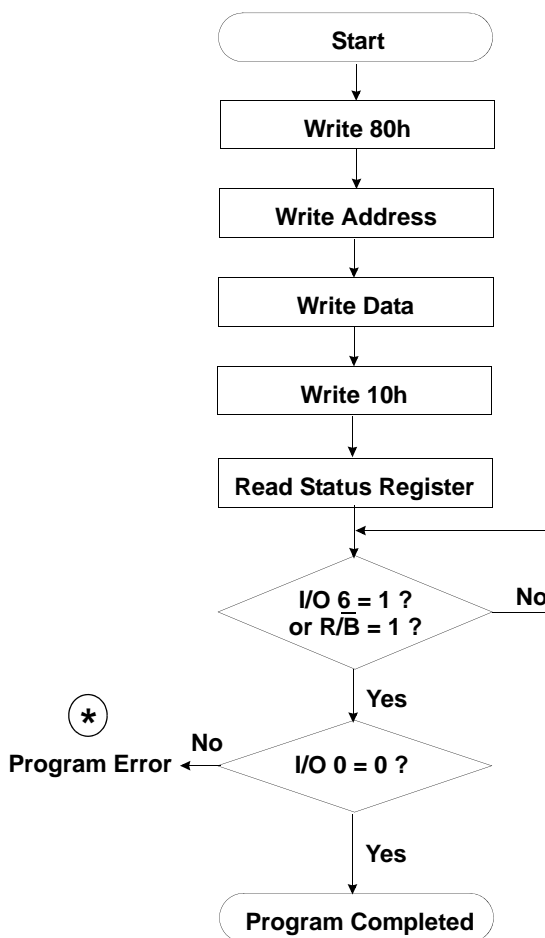 Start
Write 80h
Write Address
Write Data
Write 10h
Read Status Register
I/O 6 = 1 ?
or R/B̅ = 1 ?
No
Yes
*
No
Program Error
I/O 0 = 0 ?
Yes
Program Completed